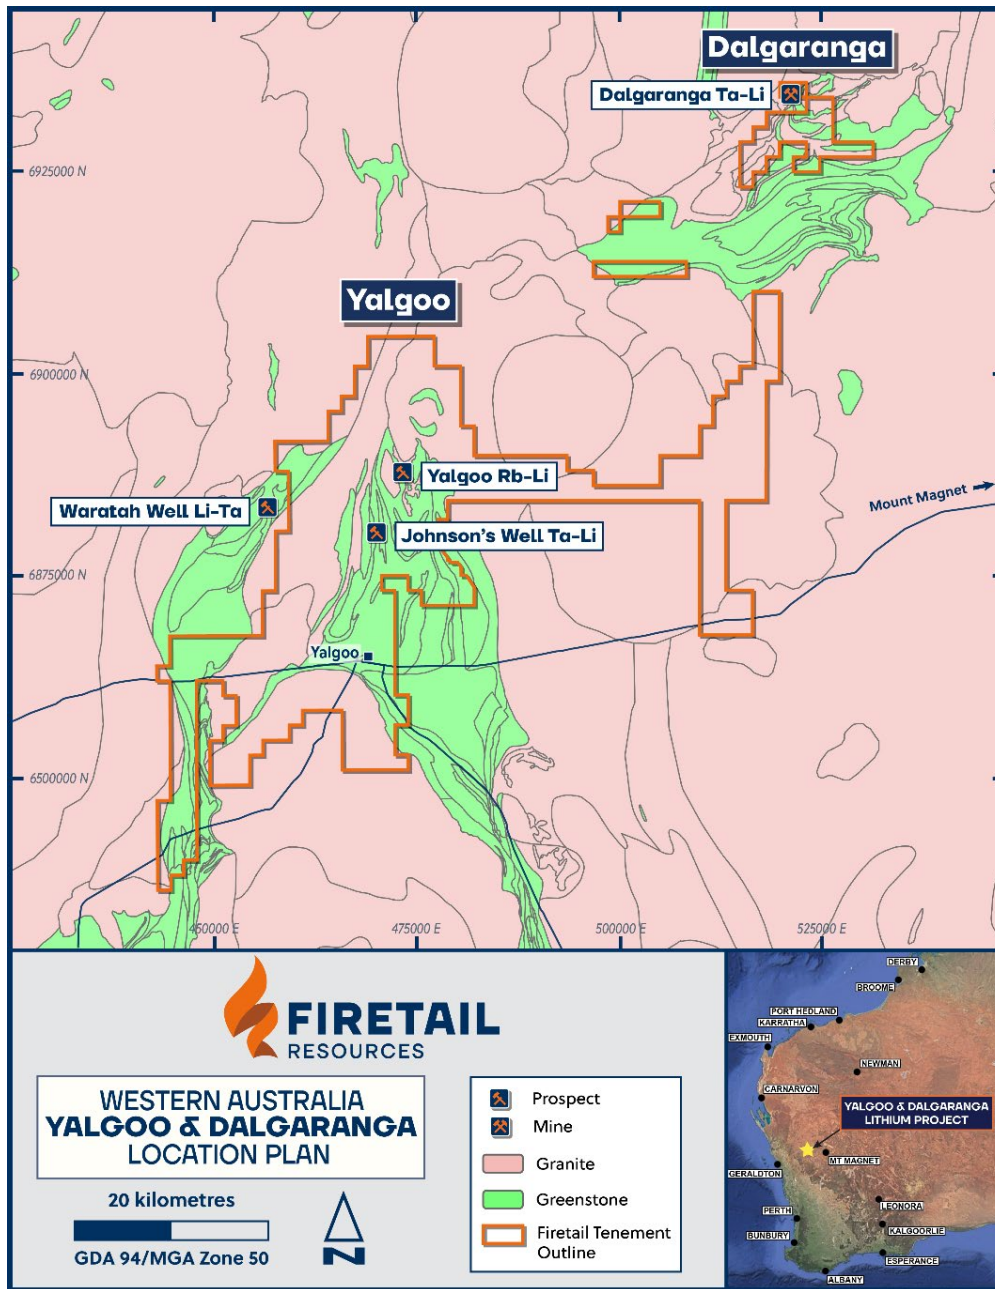 Dalgaranga
Dalgaranga Ta-Li
6925000 N
Yalgoo
6900000 N
Yalgoo Rb-Li
Waratah Well Li-Ta
Mount Magnet
Johnson's Well Ta-Li
6875000 N
Yalgoo
6500000 N
450000 E
475000 E
500000 E
525000 E
FIRETAIL
RESOURCES
WESTERN AUSTRALIA
YALGOO & DALGARANGA
LOCATION PLAN
20 kilometres
GDA 94/MGA Zone 50
N
Prospect
Mine
Granite
Greenstone
Firetail Tenement
Outline
DERBY
BROOME
PORT HEDLAND
KARRATHA
EXMOUTH
NEWMAN
CARNARVON
YALGOO & DALGARANGA
LITHIUM PROJECT
MT MAGNET
GERALDTON
LEONORA
PERTH
KALGOORLIE
BUNBURY
ESPERANCE
ALBANY